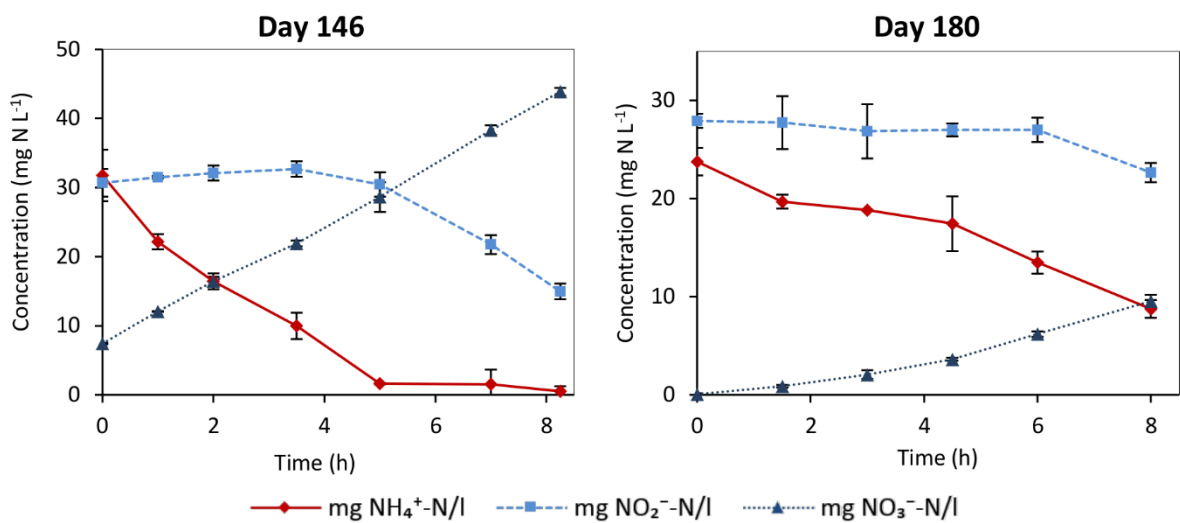 Day 146
Concentration (mg N L⁻¹)
50
40
30
20
10
0
0 2 4 6 8
Time (h)
Day 180
Concentration (mg N L⁻¹)
30
20
10
0
0 2 4 6 8
Time (h)
mg NH₄⁺-N/l mg NO₂⁻-N/l mg NO₃⁻-N/l